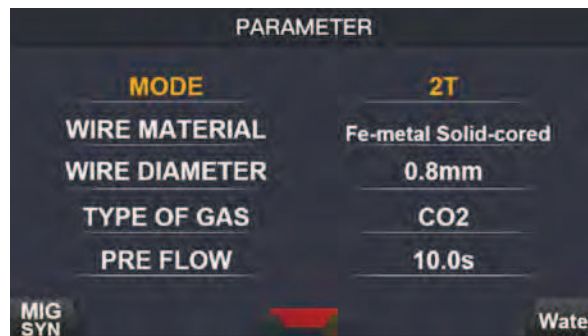 PARAMETER
MODE 2T
WIRE MATERIAL Fe-metal Solid-cored
WIRE DIAMETER 0.8mm
TYPE OF GAS CO2
PRE FLOW 10.0s
MIG
SYN
Wate